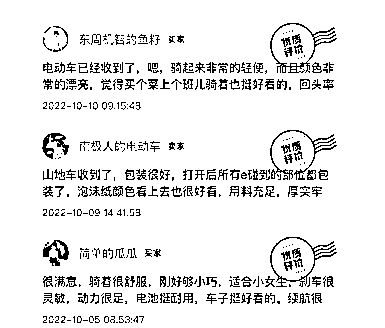 东周机智的鱼籽 卖家
优质评价
电动车已经收到了，嗯，骑起来非常的轻便，而且颜色非
常的漂亮，觉得买个菜上个班儿骑着也挺好看的，回头率
2022-10-10 09:15:43
南极人的电动车 卖家
优质评价
山地车收到了，包装很好，打开后所有e碰到的部位都包
装了，泡沫纸颜色看上去也很好看，用料充足，厚实牢
2022-10-09 14:41:53
简单的瓜瓜 买家
优质评价
很满意，骑着很舒服，刚好够小巧，适合小女生，刹车很
灵敏，动力很足，电池挺耐用，车子挺好看的，续航很
2022-10-05 08:53:47